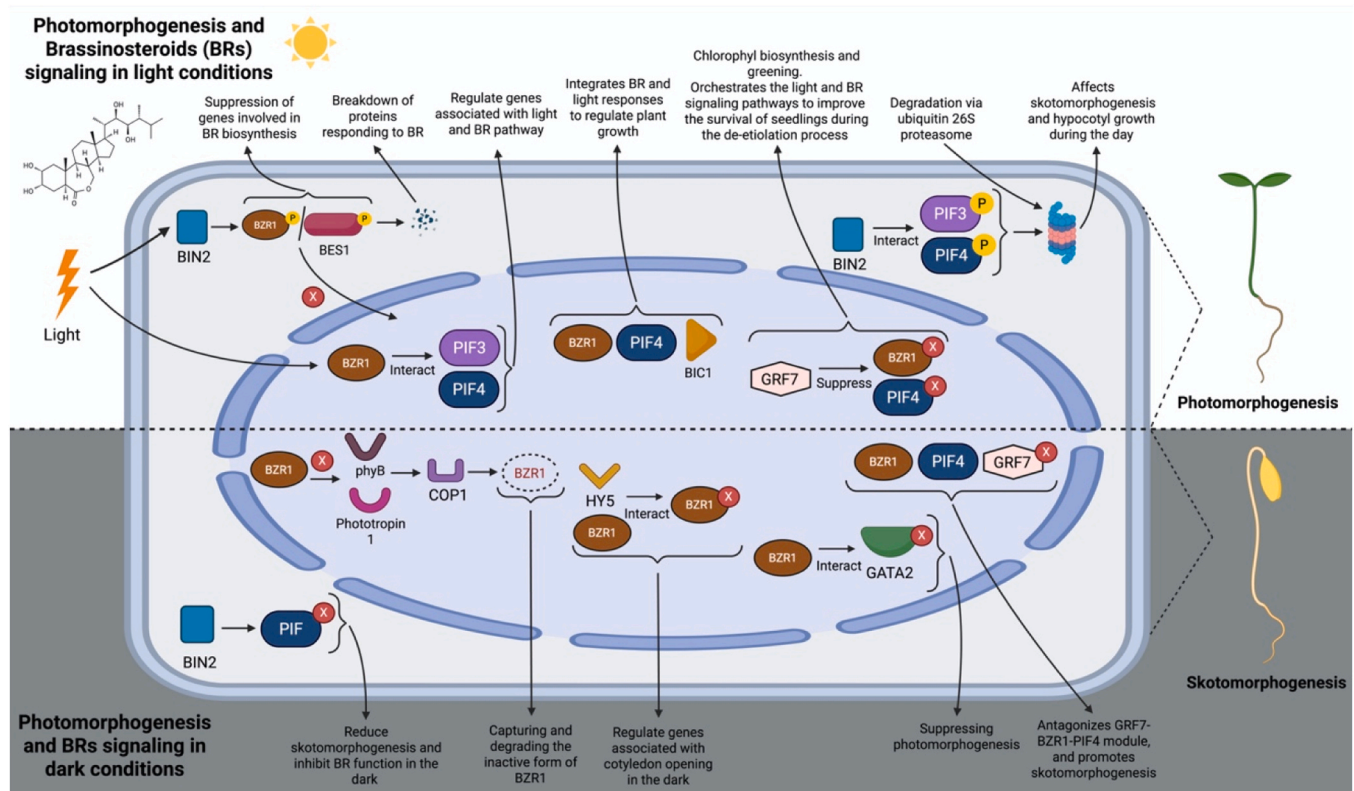 Photomorphogenesis and
Brassinosteroids (BRs)
signaling in light conditions
OH
OH
HO
HO
H
H
H
H
O
O
Suppression of
genes involved in
BR biosynthesis
Breakdown of
proteins
responding to BR
Regulate genes
associated with light
and BR pathway
Integrates BR and
light responses
to regulate plant
growth
Chlorophyl biosynthesis and
greening.
Orchestrates the light and BR
signaling pathways to improve
the survival of seedlings during
the de-etiolation process
Degradation via
ubiquitin 26S
proteasome
Affects
skotomorphogenesis
and hypocotyl growth
during the day
BIN2
BZR1
P
P
BES1
X
Light
BZR1
Interact
PIF3
PIF4
BZR1
PIF4
BIC1
GRF7
Suppress
BZR1
X
PIF4
X
BIN2
Interact
PIF3
P
PIF4
P
Photomorphogenesis
BZR1
X
phyB
Phototropin
1
COP1
BZR1
HY5
BZR1
Interact
BZR1
X
BZR1
PIF4
GRF7
X
BZR1
Interact
GATA2
X
BIN2
PIF
X
Skotomorphogenesis
Photomorphogenesis
and BRs signaling in
dark conditions
Reduce
skotomorphogenesis and
inhibit BR function in the
dark
Capturing and
degrading the
inactive form of
BZR1
Regulate genes
associated with
cotyledon opening
in the dark
Suppressing
photomorphogenesis
Antagonizes GRF7-
BZR1-PIF4 module,
and promotes
skotomorphogenesis